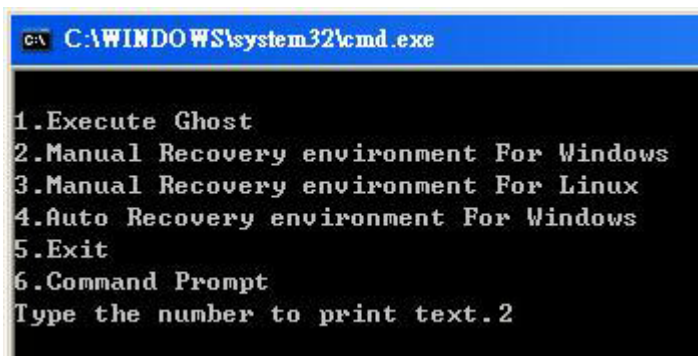 C:\WINDOWS\system32\cmd.exe
1.Execute Ghost
2.Manual Recovery environment For Windows
3.Manual Recovery environment For Linux
4.Auto Recovery environment For Windows
5.Exit
6.Command Prompt
Type the number to print text.2